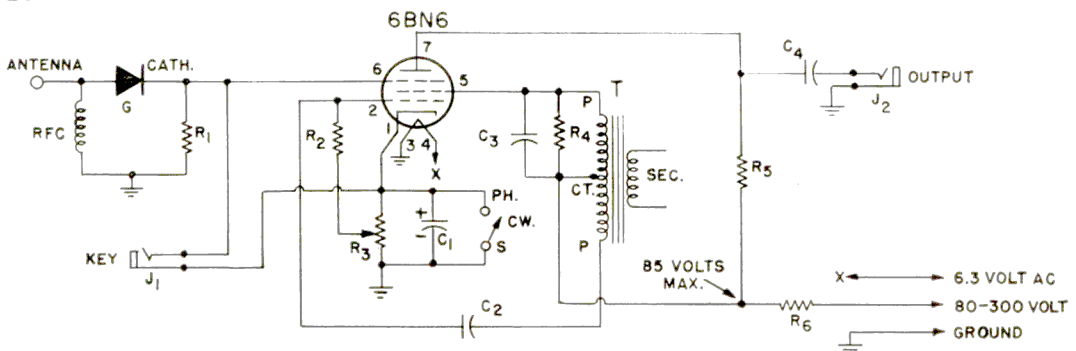 6BN6
7
ANTENNA
CATH.
G
RFC
R1
6
2
5
1
3
4
X
R2
C3
R4
P
T
CT.
SEC.
P
C4
OUTPUT
J2
R5
KEY
J1
R3
+
-
C1
PH.
CW.
S
C2
85 VOLTS
MAX.
R6
X
6.3 VOLT AC
80-300 VOLT
GROUND